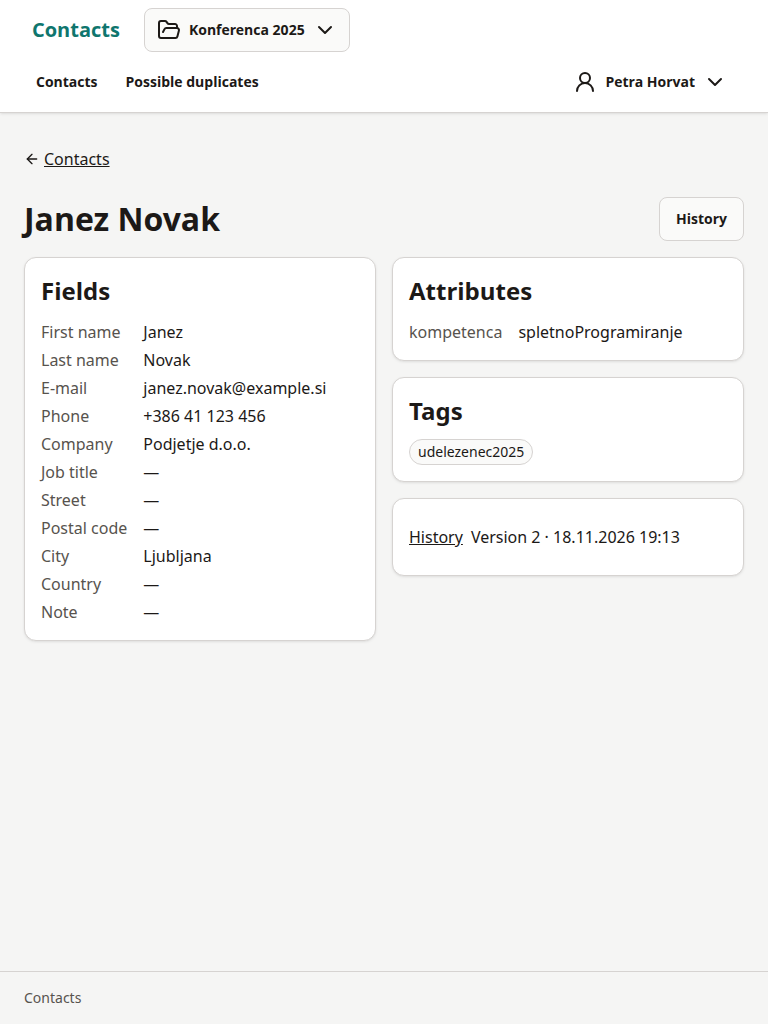 Contacts
Konferenca 2025
Contacts
Possible duplicates
Petra Horvat
← Contacts
Janez Novak
History
Fields
First name Janez
Last name Novak
E-mail janez.novak@example.si
Phone +386 41 123 456
Company Podjetje d.o.o.
Job title —
Street —
Postal code —
City Ljubljana
Country —
Note —
Attributes
kompetenca spletnoProgramiranje
Tags
udelezenec2025
History Version 2 · 18.11.2026 19:13
Contacts